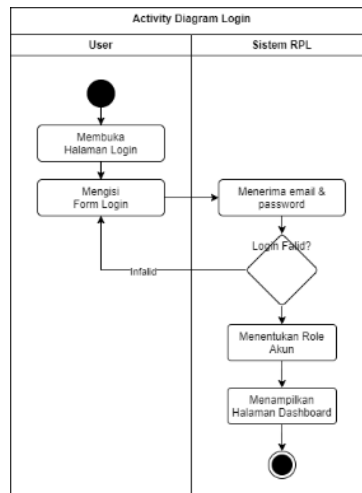 Activity Diagram Login
User
Sistem RPL
Membuka
Halaman Login
Mengisi
Form Login
Menerima email &
password
Login Falid?
Infalid
Menentukan Role
Akun
Menampilkan
Halaman Dashboard